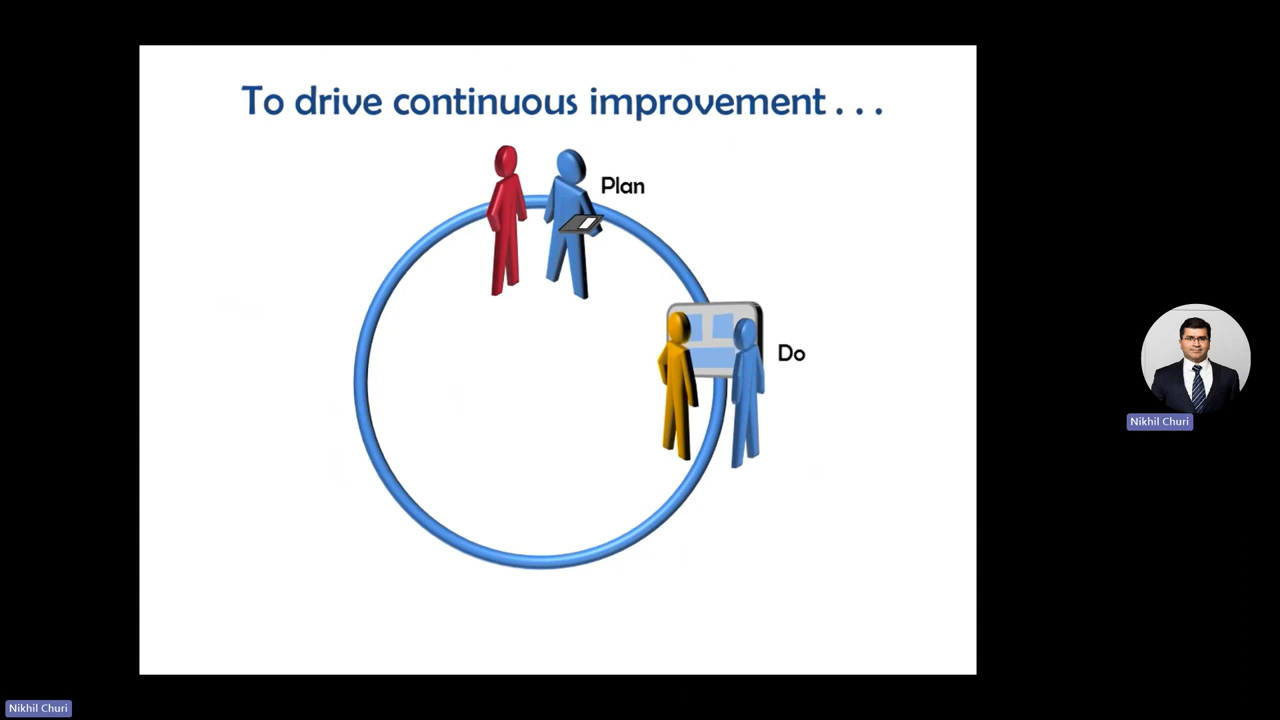 To drive continuous improvement . . .
Plan
Do
Nikhil Churi
Nikhil Churi